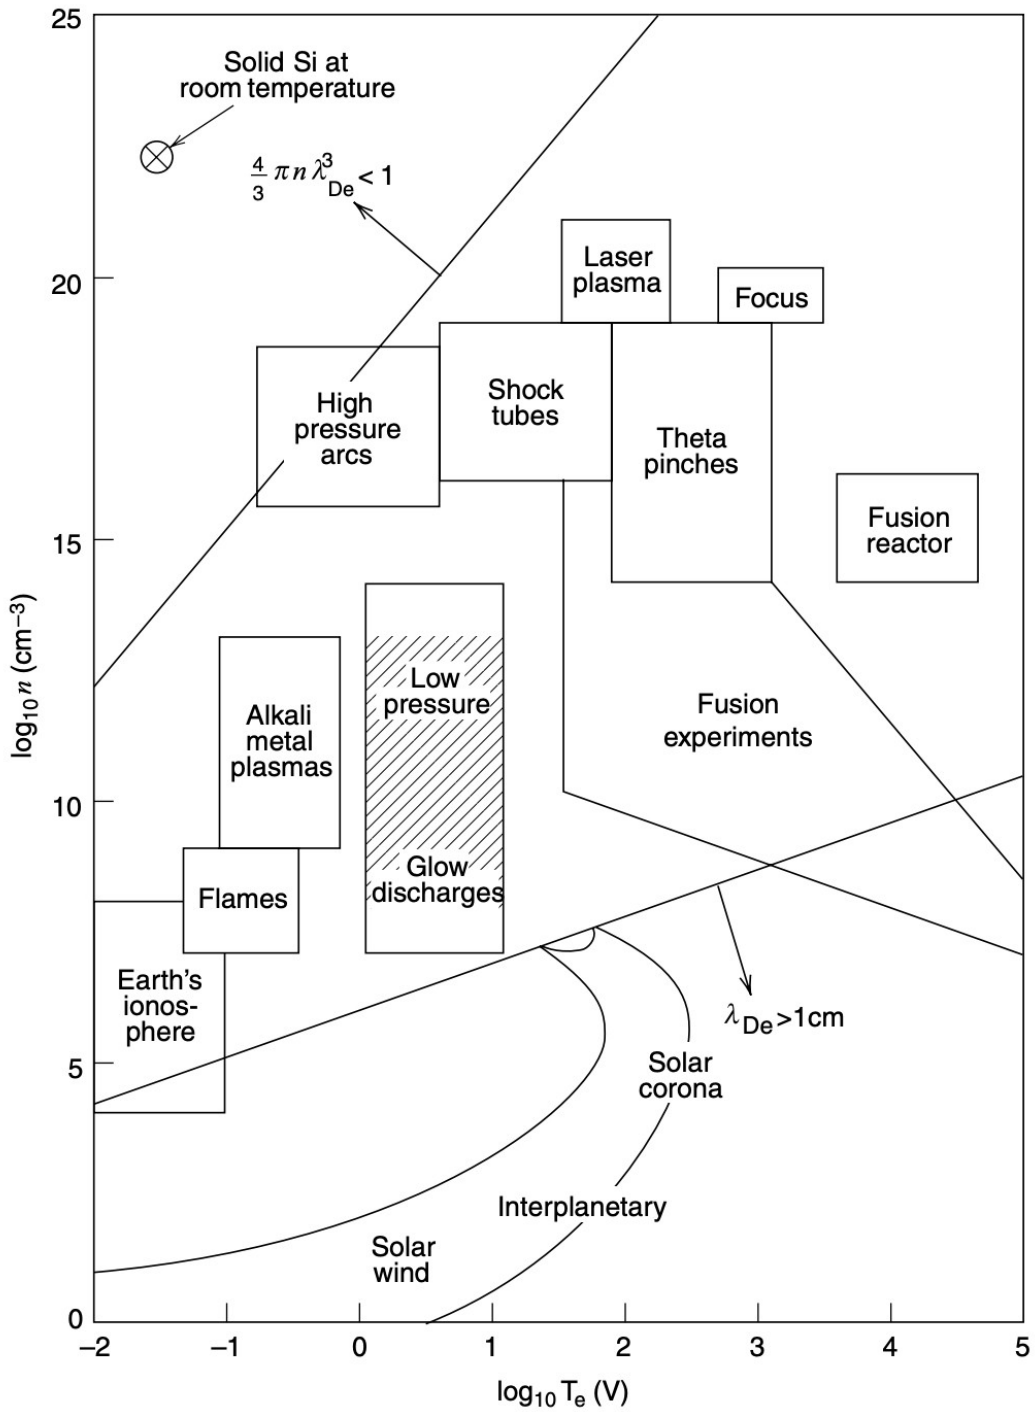 25
20
15
10
5
0
log₁₀ n (cm⁻³)
Solid Si at
room temperature
4/3 π n λ³De < 1
Laser
plasma
Focus
High
pressure
arcs
Shock
tubes
Theta
pinches
Fusion
reactor
Low
pressure
Glow
discharges
Alkali
metal
plasmas
Fusion
experiments
Flames
Earth’s
ionos-
phere
λDe>1cm
Solar
corona
Interplanetary
Solar
wind
−2 −1 0 1 2 3 4 5
log₁₀ Tₑ (V)